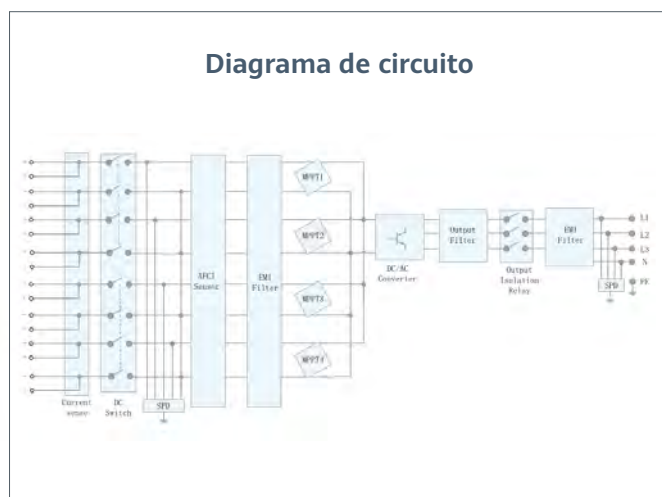 Diagrama de circuito
MPPT1
MPPT2
MPPT3
MPPT4
AFCI
Sensor
EMI
Filter
DC/AC
Converter
Output
Filter
Output
Isolation
Relay
EMI
Filter
L1
L2
L3
N
PE
SPD
Current
sensor
DC
Switch
SPD